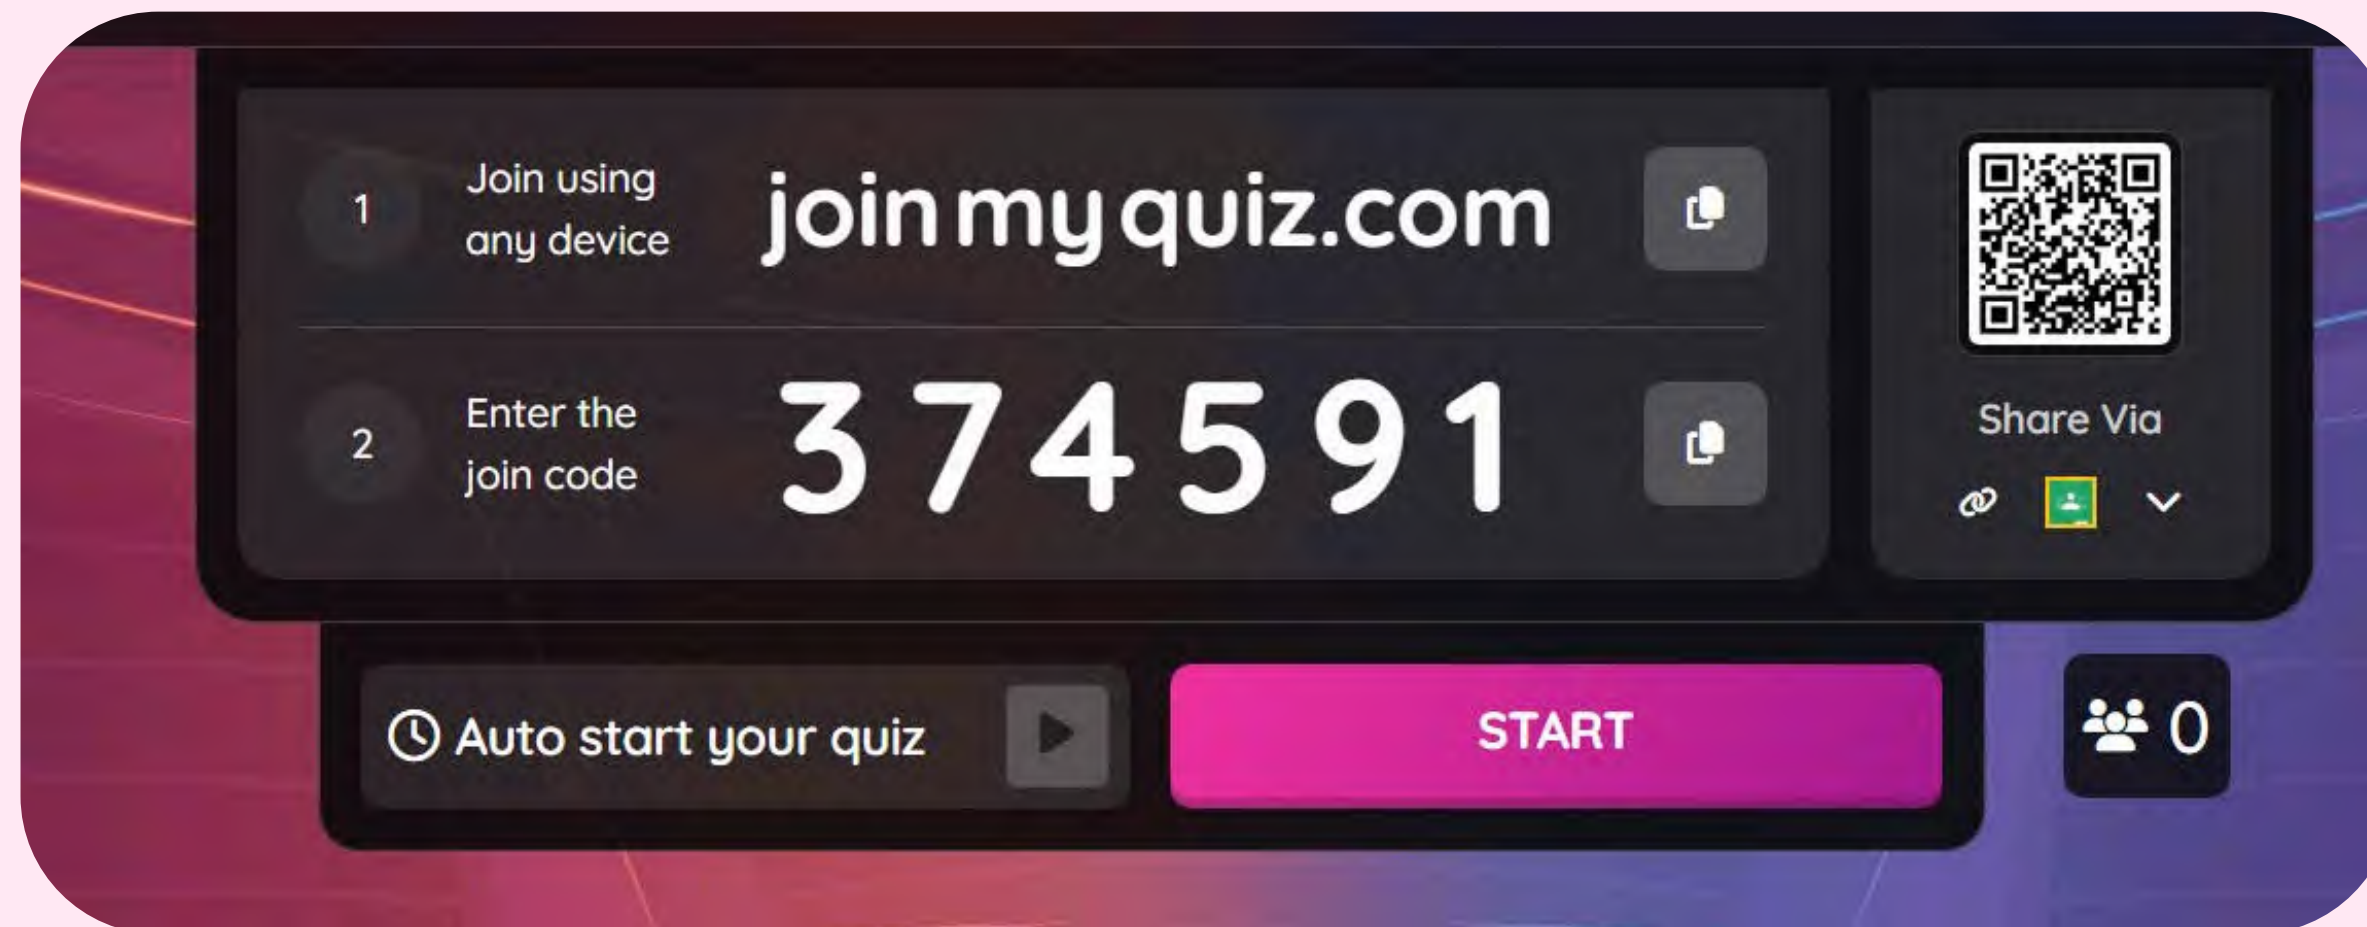 1
Join using
any device
joinmyquiz.com
2
Enter the
join code
374591
Share Via
Auto start your quiz
START
0